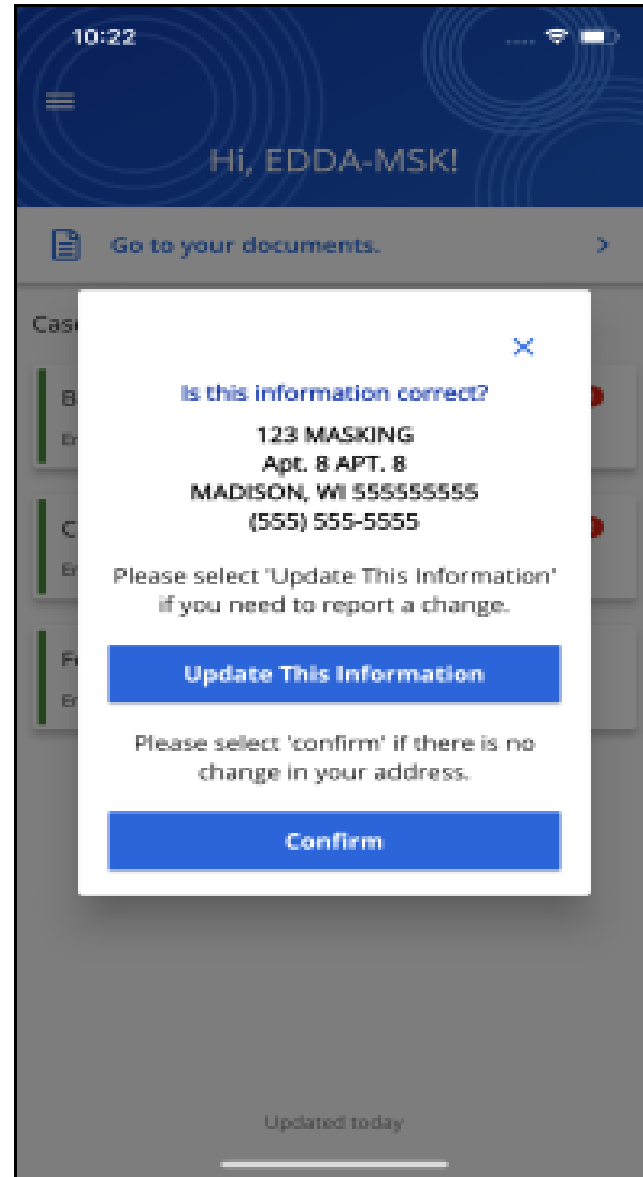 10:22
Hi, EDDA-MSK!
Go to your documents.
Is this information correct?
123 MASKING
Apt. 8 APT. 8
MADISON, WI 555555555
(555) 555-5555
Please select 'Update This Information'
if you need to report a change.
Update This Information
Please select 'confirm' if there is no
change in your address.
Confirm
Updated today